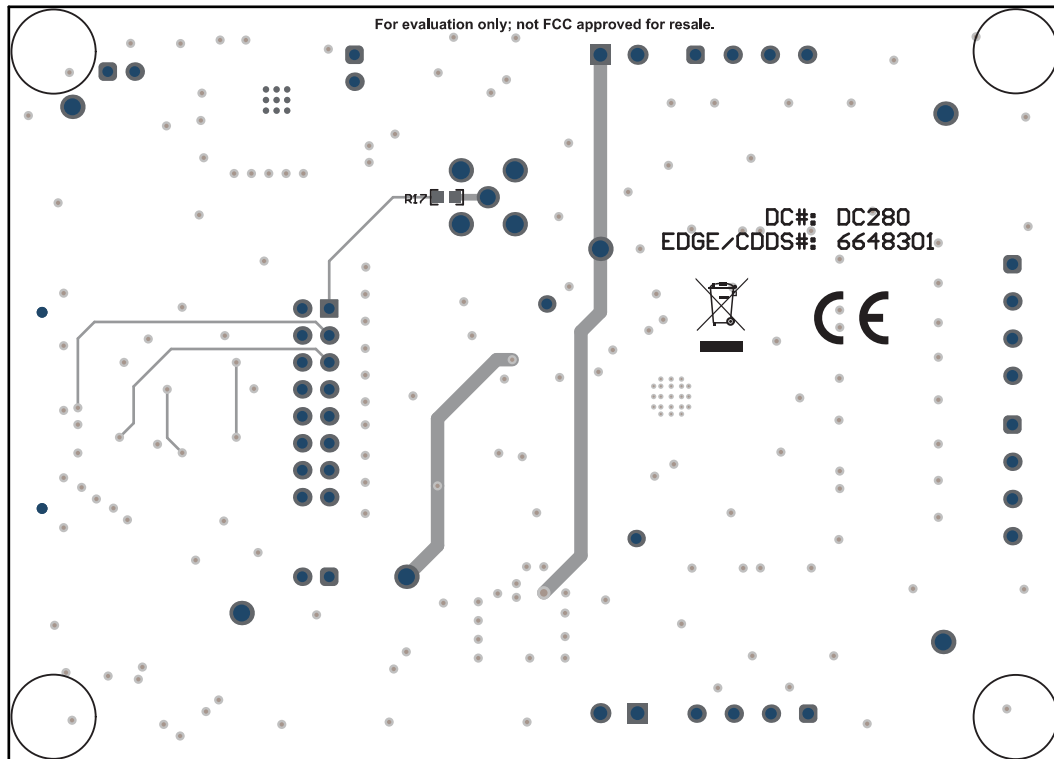 For evaluation only; not FCC approved for resale.
R17
DC#: DC280
EDGE/CDDS#: 6648301
CE